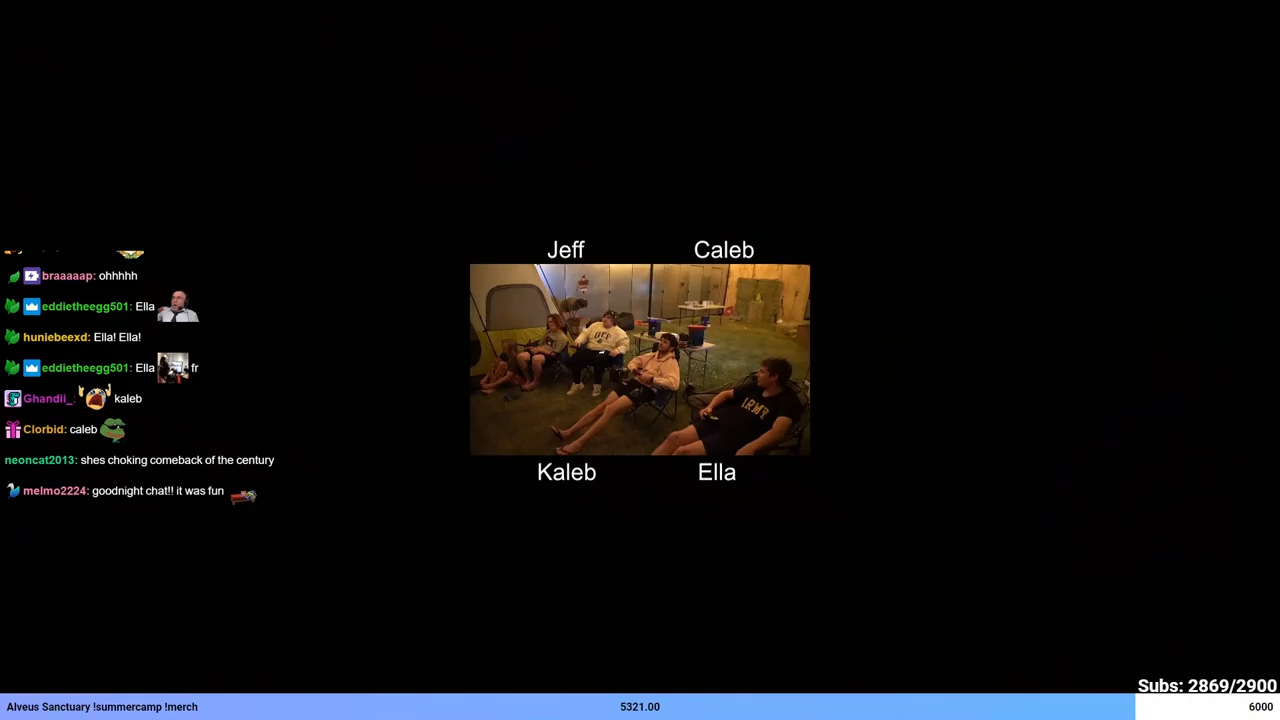 Jeff Caleb
braaaaap: ohhhhh
eddietheegg501: Ella
huniebeexd: Ella! Ella!
eddietheegg501: Ella fr
Ghandii_: kaleb
Clorbid: caleb
neoncat2013: shes choking comeback of the century
melmo2224: goodnight chat!! it was fun
ARMY
Kaleb Ella
Subs: 2869/2900
Alveus Sanctuary !summercamp !merch 5321.00 6000